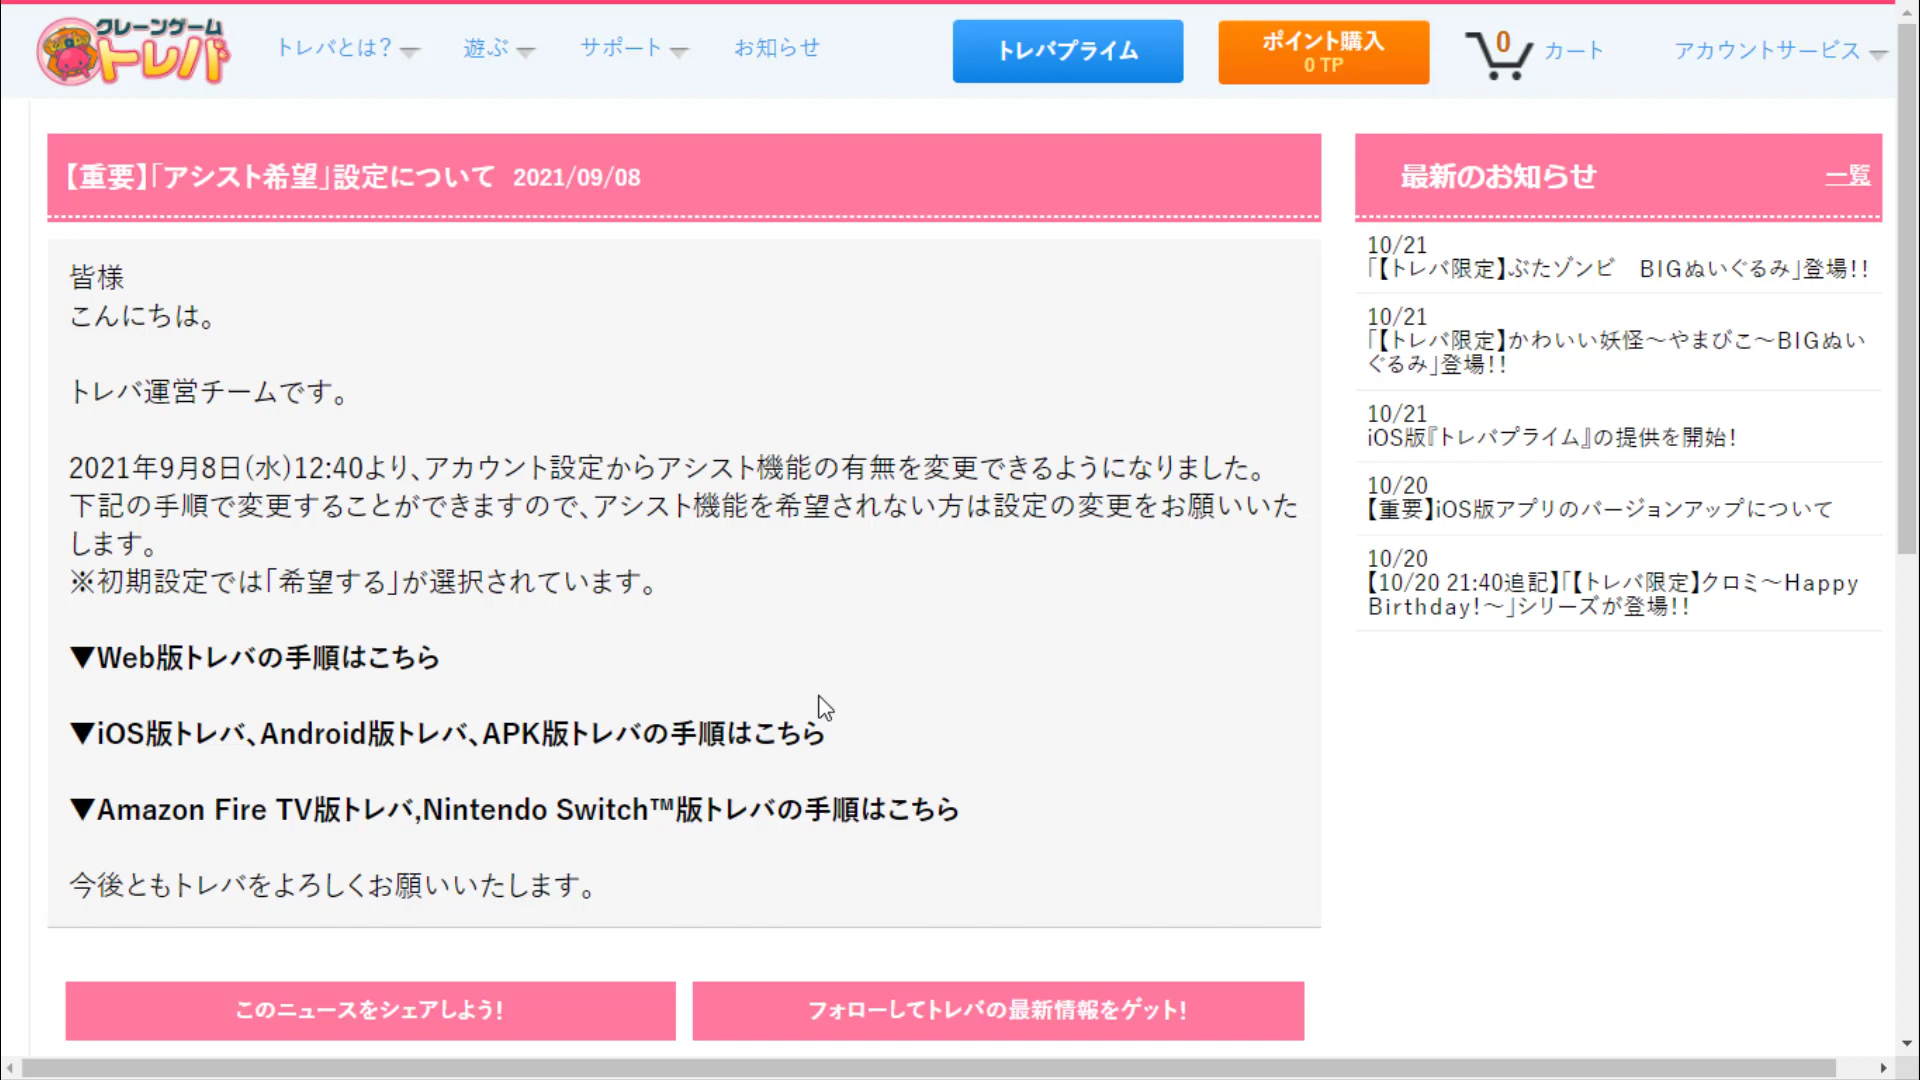 クレーンゲーム
トレバ
トレバとは?
遊ぶ
サポート
お知らせ
トレバプライム
ポイント購入
0 TP
0
カート
アカウントサービス
【重要】「アシスト希望」設定について 2021/09/08
皆様
こんにちは。
トレバ運営チームです。
2021年9月8日(水)12:40より、アカウント設定からアシスト機能の有無を変更できるようになりました。
下記の手順で変更することができますので、アシスト機能を希望されない方は設定の変更をお願いいた
します。
※初期設定では「希望する」が選択されています。
▼Web版トレバの手順はこちら
▼iOS版トレバ、Android版トレバ、APK版トレバの手順はこちら
▼Amazon Fire TV版トレバ,Nintendo Switch™版トレバの手順はこちら
今後ともトレバをよろしくお願いいたします。
このニュースをシェアしよう!
フォローしてトレバの最新情報をゲット!
最新のお知らせ
一覧
10/21
「【トレバ限定】ぶたゾンビ　BIGぬいぐるみ」登場!!
10/21
「【トレバ限定】かわいい妖怪～やまびこ～BIGぬい
ぐるみ」登場!!
10/21
iOS版『トレバプライム』の提供を開始!
10/20
【重要】iOS版アプリのバージョンアップについて
10/20
【10/20 21:40追記】「【トレバ限定】クロミ～Happy
Birthday!～」シリーズが登場!!